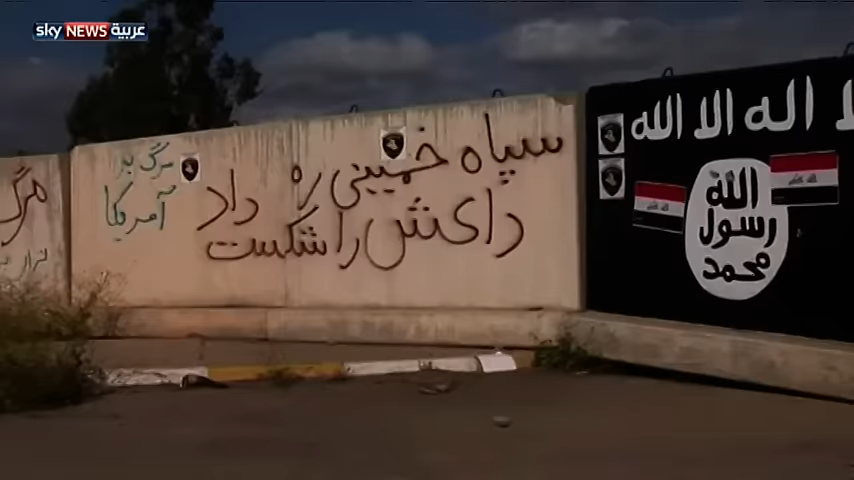 sky NEWS عربية
سپاه خمینی ره
داعش را شکست داد
مرگ بر
آمریکا
لا اله الا الله
الله
رسول
محمد